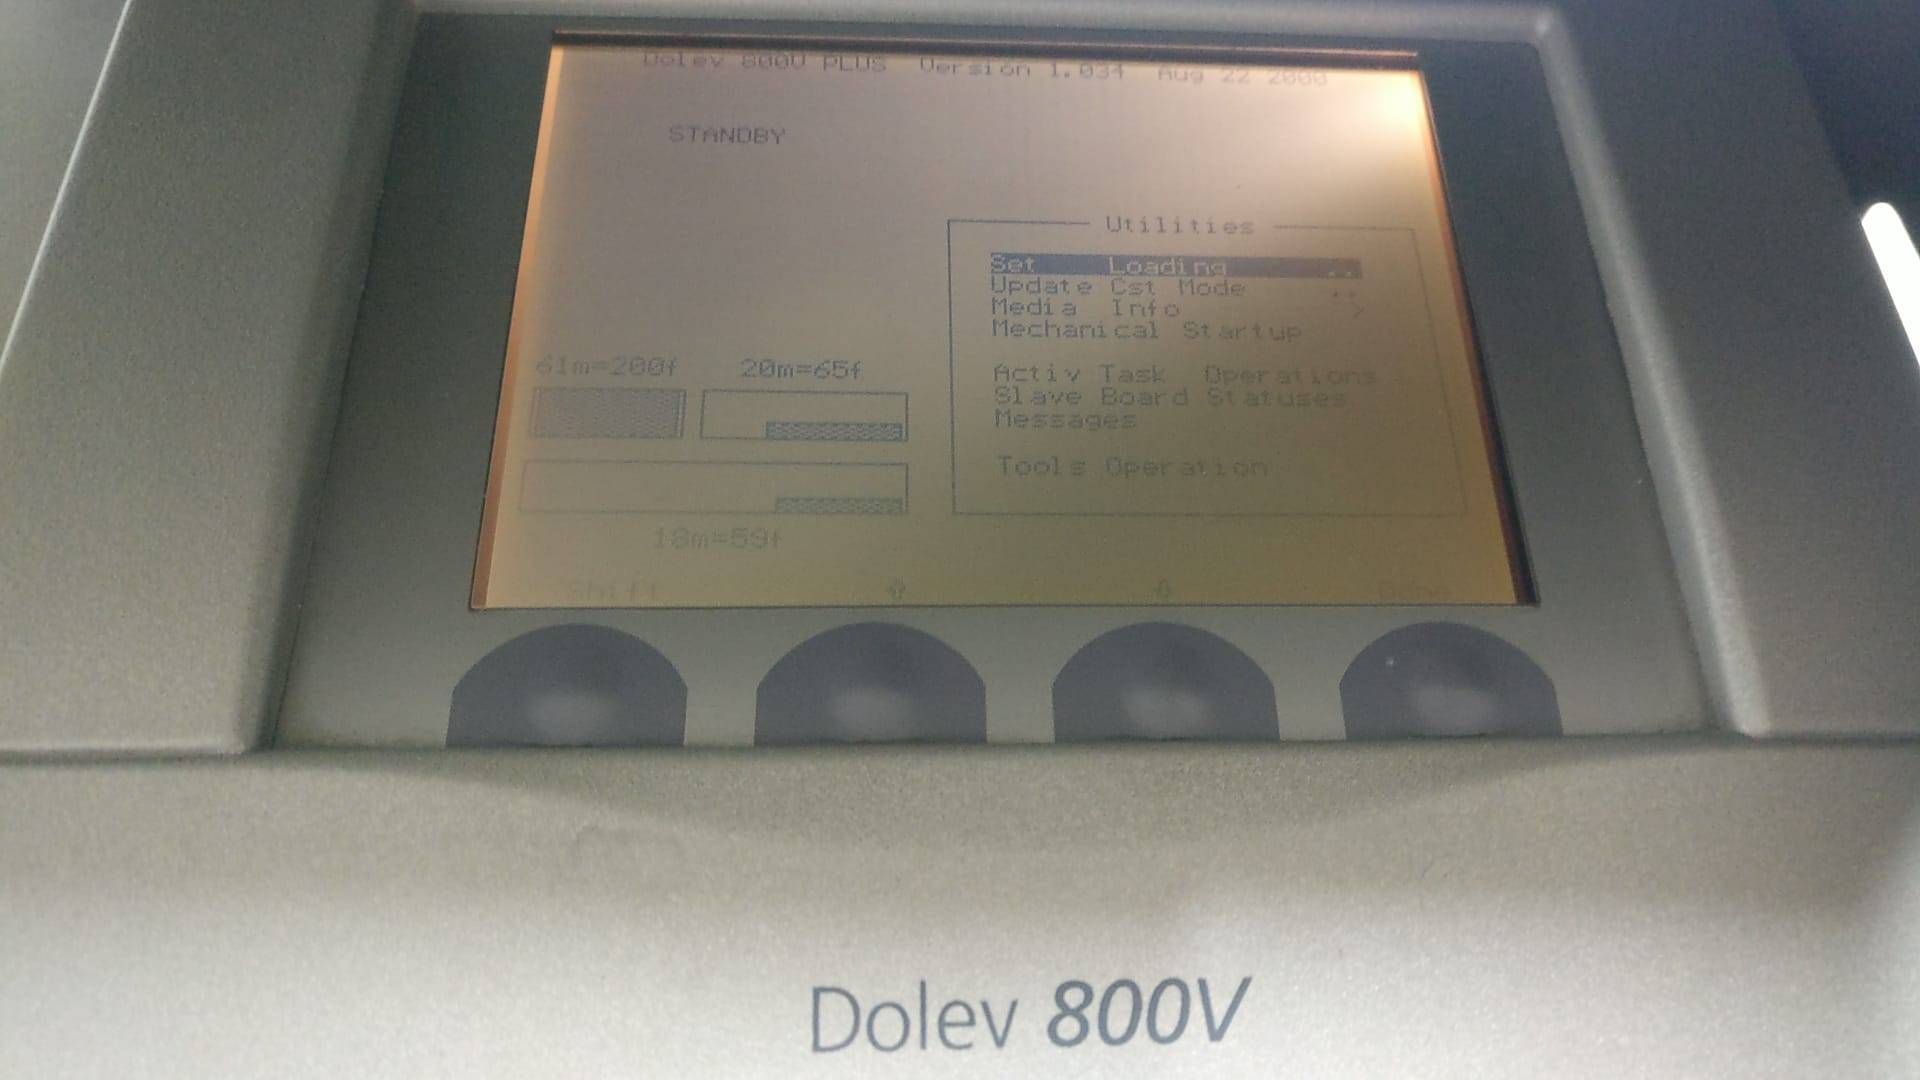 Dolev 800V PLUS Version 1.034 Aug 22 2000
STANDBY
Utilities
Set Loading ..
Update Cst Mode ..
Media Info >
Mechanical Startup
Activ Task Operations
Slave Board Statuses
Messages
Tools Operation
61m=200f 20m=65f
18m=59f
Shift ⇧ ⇩ Done
Dolev 800V